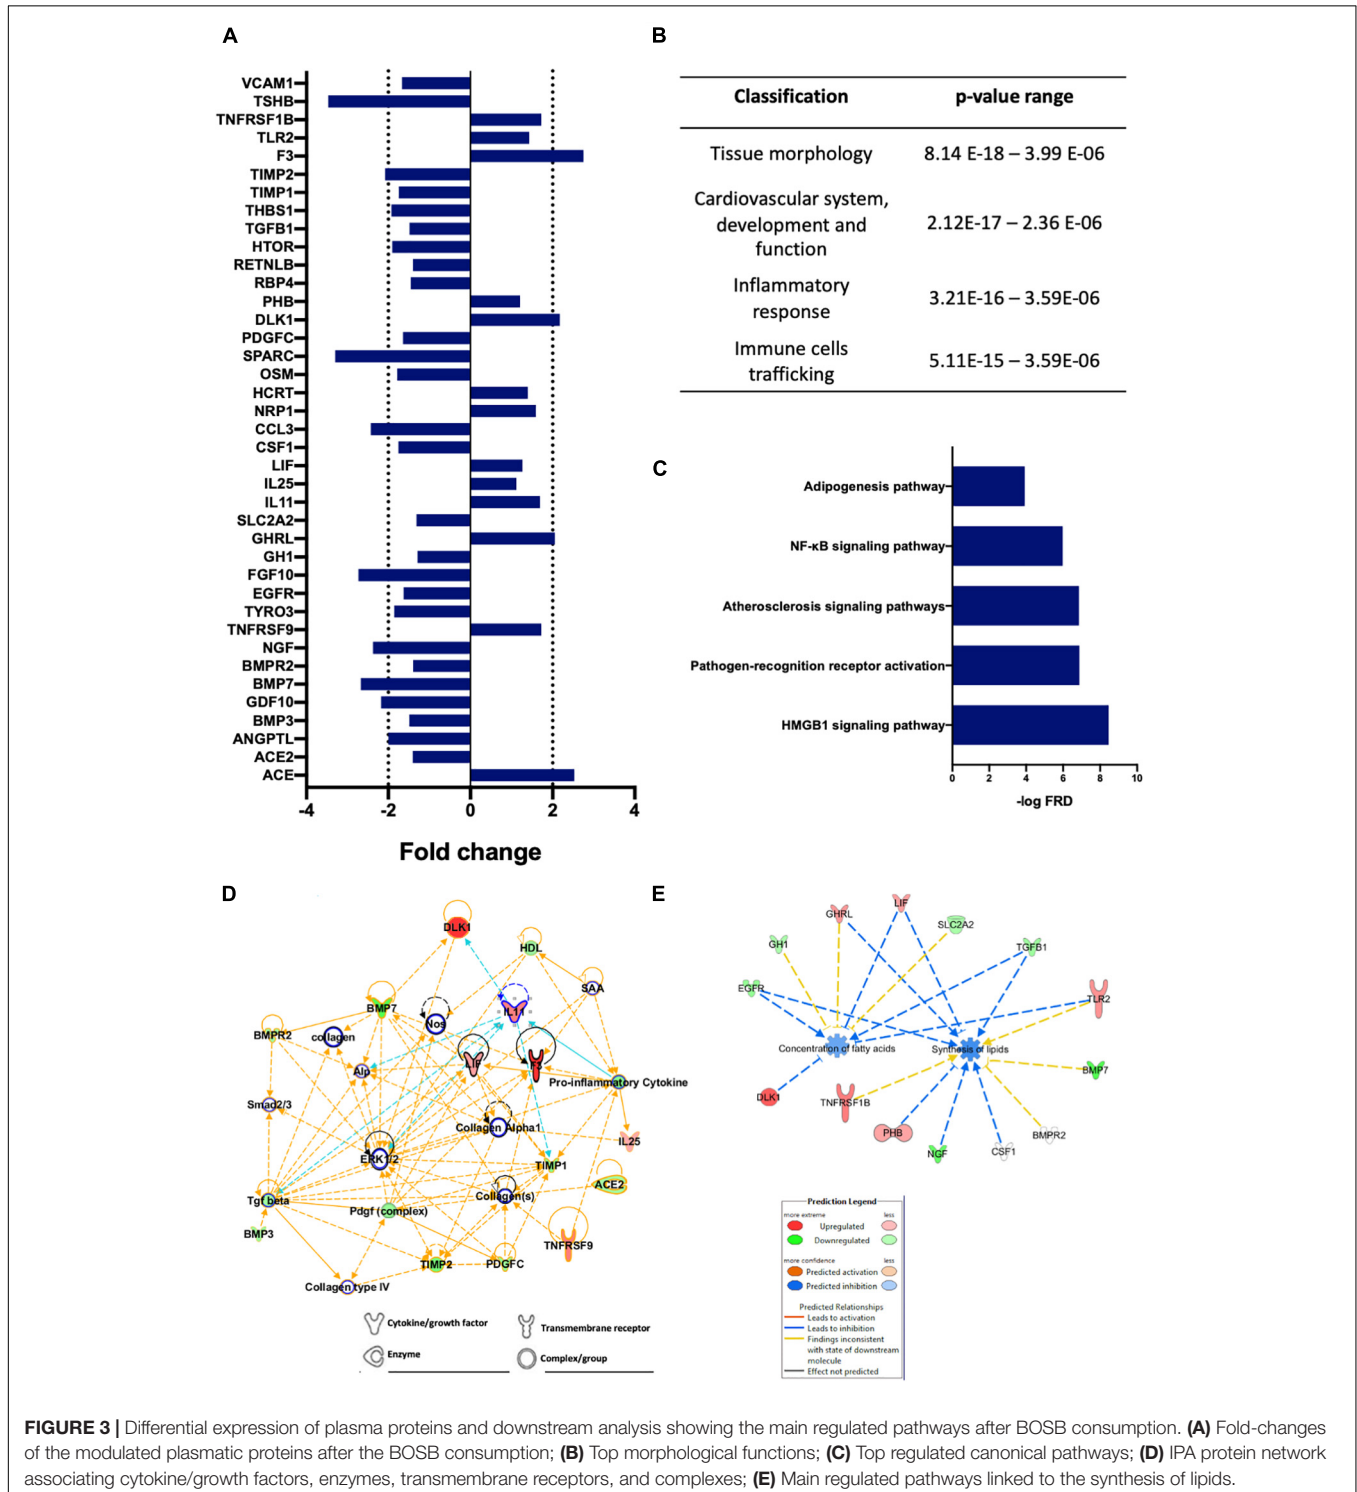 A
VCAM1
TSHB
TNFRSF1B
TLR2
F3
TIMP2
TIMP1
THBS1
TGFB1
HTOR
RETNLB
RBP4
PHB
DLK1
PDGFC
SPARC
OSM
HCRT
NRP1
CCL3
CSF1
LIF
IL25
IL11
SLC2A2
GHRL
GH1
FGF10
EGFR
TYRO3
TNFRSF9
NGF
BMPR2
BMP7
GDF10
BMP3
ANGPTL
ACE2
ACE
-4 -2 0 2 4
Fold change
B
Classification p-value range
Tissue morphology 8.14 E-18 – 3.99 E-06
Cardiovascular system,
development and
function
2.12E-17 – 2.36 E-06
Inflammatory
response
3.21E-16 – 3.59E-06
Immune cells
trafficking
5.11E-15 – 3.59E-06
C
Adipogenesis pathway
NF-κB signaling pathway
Atherosclerosis signaling pathways
Pathogen-recognition receptor activation
HMGB1 signaling pathway
0 2 4 6 8 10
-log FRD
D
DLK1
HDL
SAA
BMP7
IL11
Nos
BMPR2
collagen
LIF
F3
Alp
Pro-inflammatory Cytokine
Smad2/3
Collagen Alpha1
IL25
ERK1/2
TIMP1
ACE2
Tgf beta
Collagen(s)
Pdgf (complex)
BMP3
TNFRSF9
TIMP2
PDGFC
Collagen type IV
Cytokine/growth factor
Transmembrane receptor
Enzyme
Complex/group
E
LIF
GHRL
SLC2A2
GH1
TGFB1
EGFR
TLR2
Concentration of fatty acids
Synthesis of lipids
BMP7
DLK1
TNFRSF1B
PHB
BMPR2
NGF
CSF1
Prediction Legend
more extreme less
Upregulated
Downregulated
more confidence less
Predicted activation
Predicted inhibition
Predicted Relationships
Leads to activation
Leads to inhibition
Findings inconsistent
with state of downstream
molecule
Effect not predicted
FIGURE 3 | Differential expression of plasma proteins and downstream analysis showing the main regulated pathways after BOSB consumption. (A) Fold-changes
of the modulated plasmatic proteins after the BOSB consumption; (B) Top morphological functions; (C) Top regulated canonical pathways; (D) IPA protein network
associating cytokine/growth factors, enzymes, transmembrane receptors, and complexes; (E) Main regulated pathways linked to the synthesis of lipids.